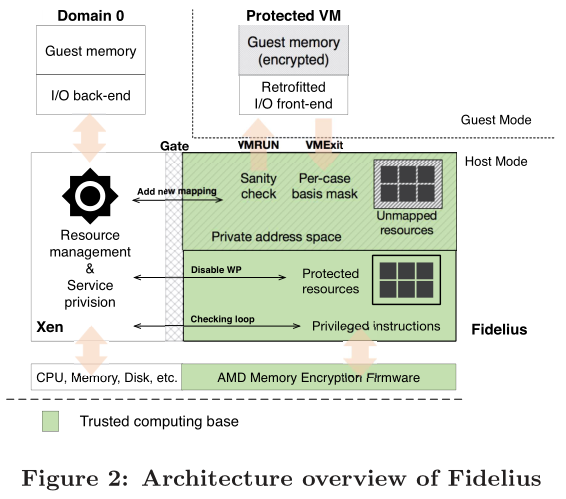 Domain 0
Protected VM
Guest memory
I/O back-end
Guest memory
(encrypted)
Retrofitted
I/O front-end
Guest Mode
Host Mode
Gate
VMRUN
VMExit
Add new mapping
Sanity
check
Per-case
basis mask
Unmapped
resources
Private address space
Resource
management
&
Service
privision
Disable WP
Protected
resources
Xen
Checking loop
Privileged instructions
Fidelius
CPU, Memory, Disk, etc.
AMD Memory Encryption Firmware
Trusted computing base
Figure 2: Architecture overview of Fidelius